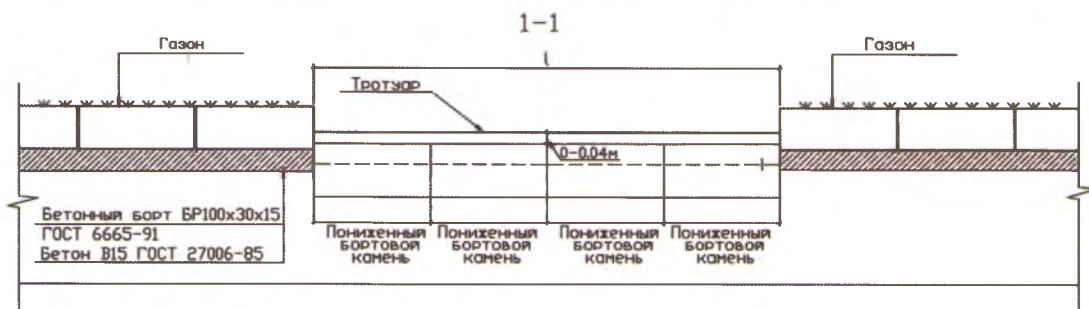 1-1
Газон
l
Газон
Тротуар
0-0.04м
Бетонный борт БР100х30х15
ГОСТ 6665-91
Бетон В15 ГОСТ 27006-85
Пониженный
бортовой
камень
Пониженный
бортовой
камень
Пониженный
бортовой
камень
Пониженный
бортовой
камень